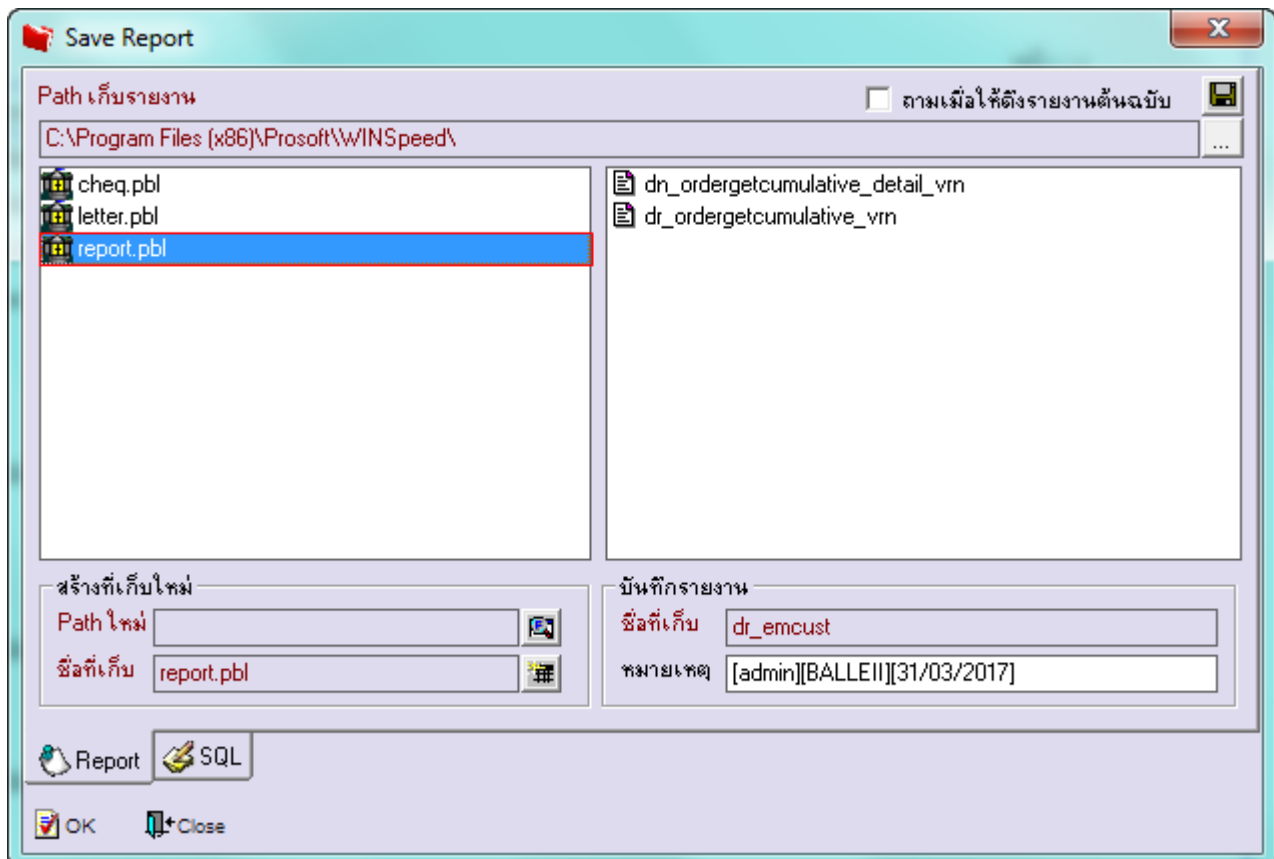 Save Report
Path เก็บรายงาน
ถามเมื่อให้ดึงรายงานต้นฉบับ
C:\Program Files (x86)\Prosoft\WINSpeed\
...
cheq.pbl
letter.pbl
report.pbl
dn_ordergetcumulative_detail_vrn
dr_ordergetcumulative_vrn
สร้างที่เก็บใหม่
Path ใหม่
ชื่อที่เก็บ
report.pbl
บันทึกรายงาน
ชื่อที่เก็บ
dr_emcust
หมายเหตุ
[admin][BALLEII][31/03/2017]
Report
SQL
OK
Close